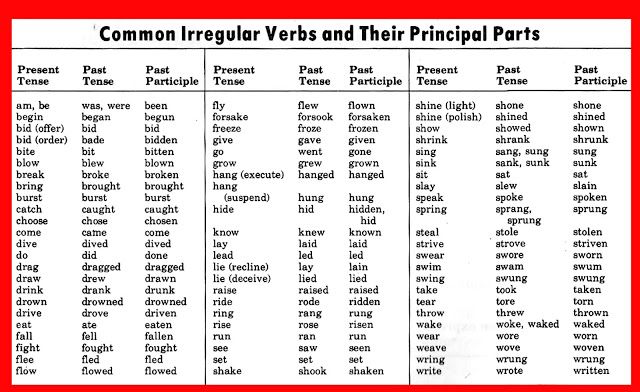 Common Irregular Verbs and Their Principal Parts
Present Past Past
Tense Tense Participle
am, be was, were been
begin began begun
bid (offer) bid bid
bid (order) bade bidden
bite bit bitten
blow blew blown
break broke broken
bring brought brought
burst burst burst
catch caught caught
choose chose chosen
come came come
dive dived dived
do did done
drag dragged dragged
draw drew drawn
drink drank drunk
drown drowned drowned
drive drove driven
eat ate eaten
fall fell fallen
fight fought fought
flee fled fled
flow flowed flowed
Present Past Past
Tense Tense Participle
fly flew flown
forsake forsook forsaken
freeze froze frozen
give gave given
go went gone
grow grew grown
hang (execute) hanged hanged
hang
(suspend) hung hung
hide hid hidden,
hid
know knew known
lay laid laid
lead led led
lie (recline) lay lain
lie (deceive) lied lied
raise raised raised
ride rode ridden
ring rang rung
rise rose risen
run ran run
see saw seen
set set set
shake shook shaken
Present Past Past
Tense Tense Participle
shine (light) shone shone
shine (polish) shined shined
show showed shown
shrink shrank shrunk
sing sang, sung sung
sink sank, sunk sunk
sit sat sat
slay slew slain
speak spoke spoken
spring sprang, sprung
sprung
steal stole stolen
strive strove striven
swear swore sworn
swim swam swum
swing swung swung
take took taken
tear tore torn
throw threw thrown
wake woke, waked waked
wear wore worn
weave wove woven
wring wrung wrung
write wrote written